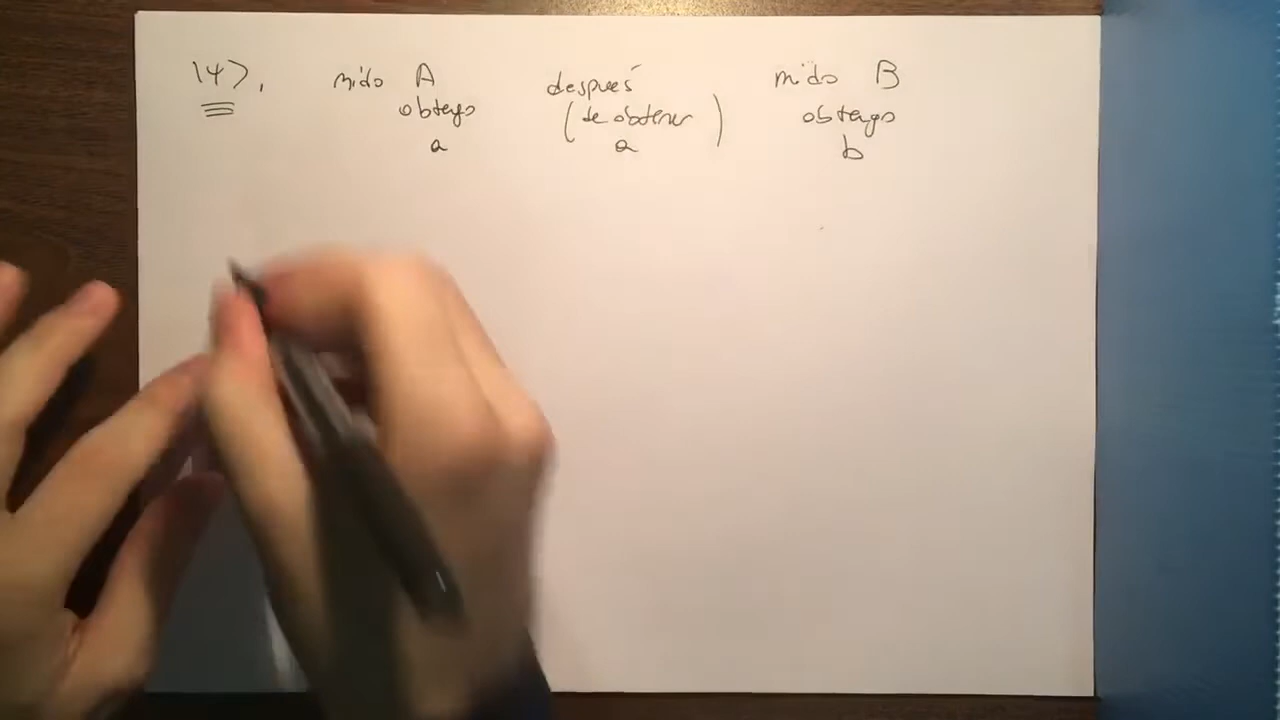 |ψ⟩, mido A después mido B
obtengo (de obtener) obtengo
a a b